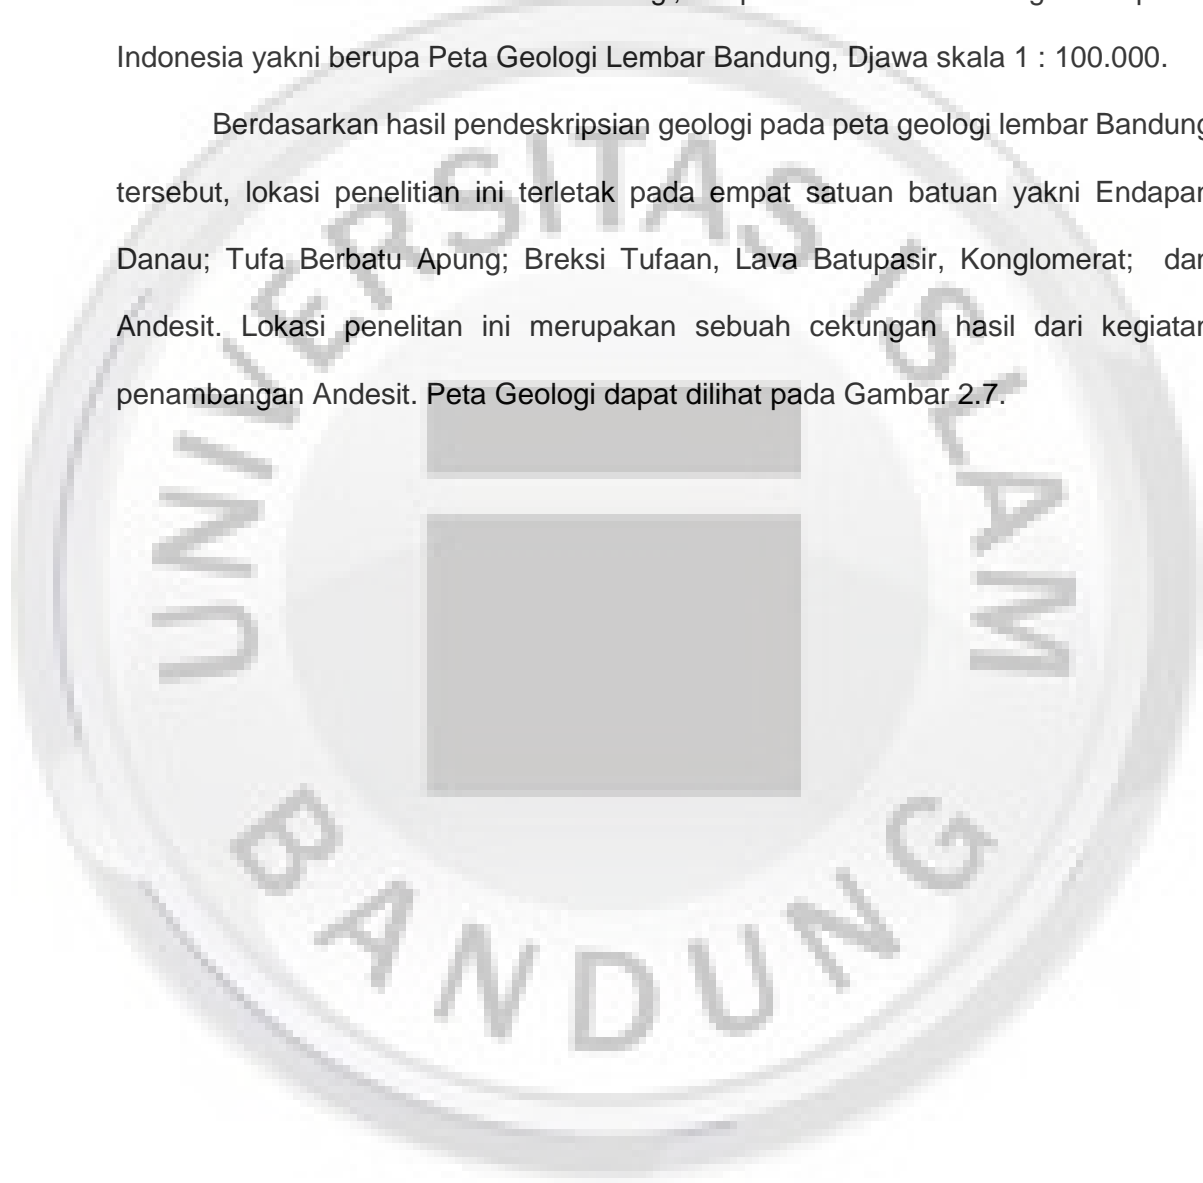 Indonesia yakni berupa Peta Geologi Lembar Bandung, Djawa skala 1 : 100.000.
Berdasarkan hasil pendeskripsian geologi pada peta geologi lembar Bandung
tersebut, lokasi penelitian ini terletak pada empat satuan batuan yakni Endapan
Danau; Tufa Berbatu Apung; Breksi Tufaan, Lava Batupasir, Konglomerat; dan
Andesit. Lokasi penelitan ini merupakan sebuah cekungan hasil dari kegiatan
penambangan Andesit. Peta Geologi dapat dilihat pada Gambar 2.7.
UNIVERSITAS ISLAM
BANDUNG